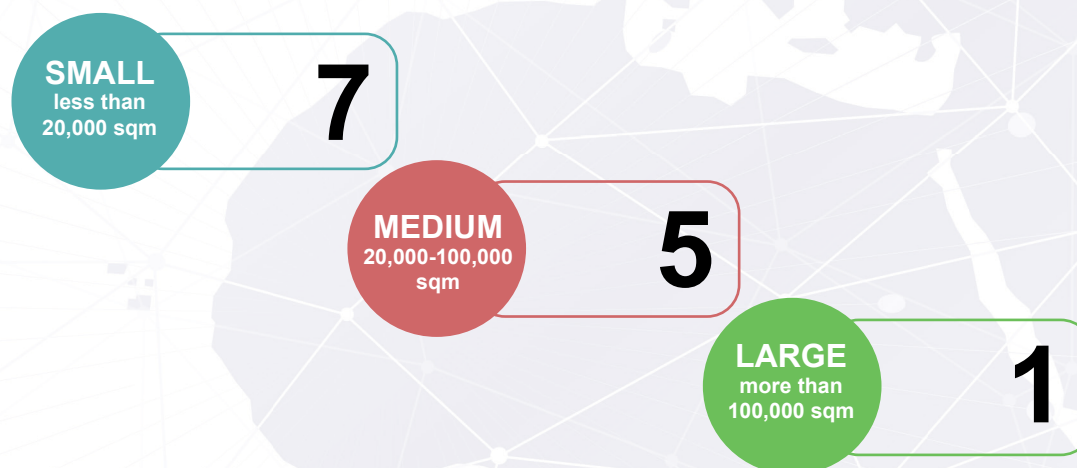 SMALL
less than
20,000 sqm
7
MEDIUM
20,000-100,000
sqm
5
LARGE
more than
100,000 sqm
1